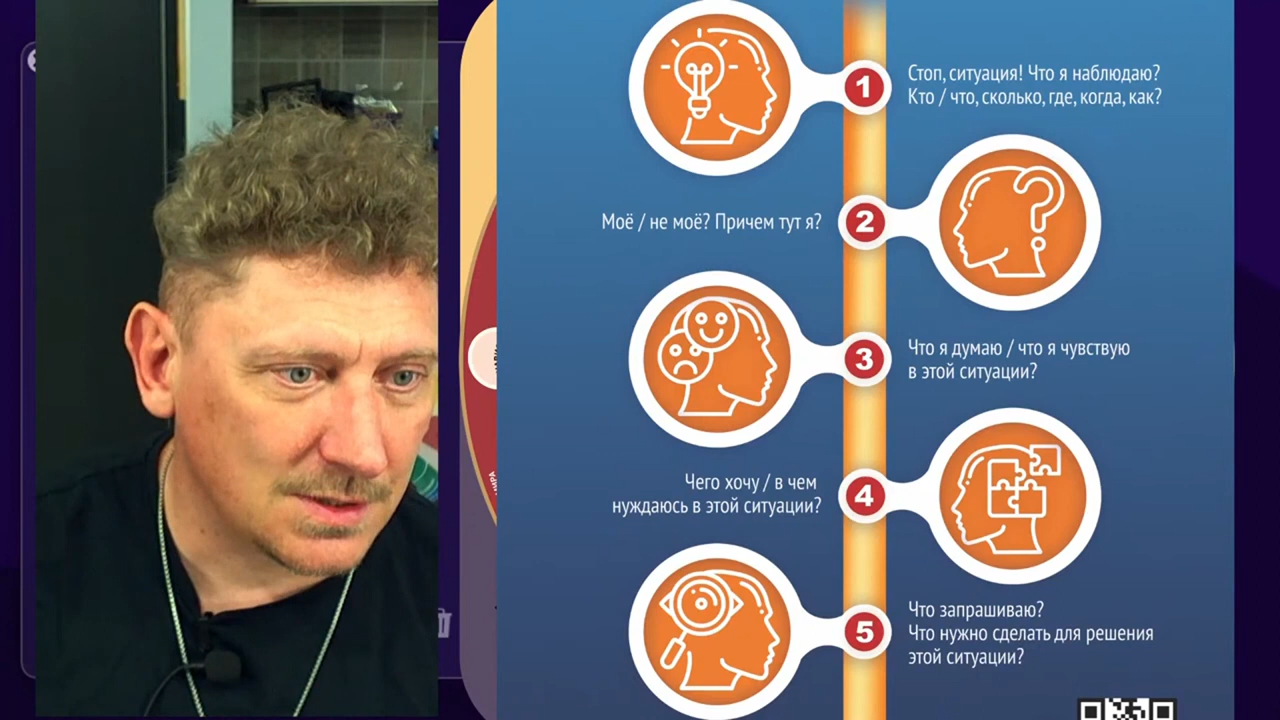 1
Стоп, ситуация! Что я наблюдаю?
Кто / что, сколько, где, когда, как?
Моё / не моё? Причем тут я?
2
3
Что я думаю / что я чувствую
в этой ситуации?
Чего хочу / в чем
нуждаюсь в этой ситуации?
4
5
Что запрашиваю?
Что нужно сделать для решения
этой ситуации?